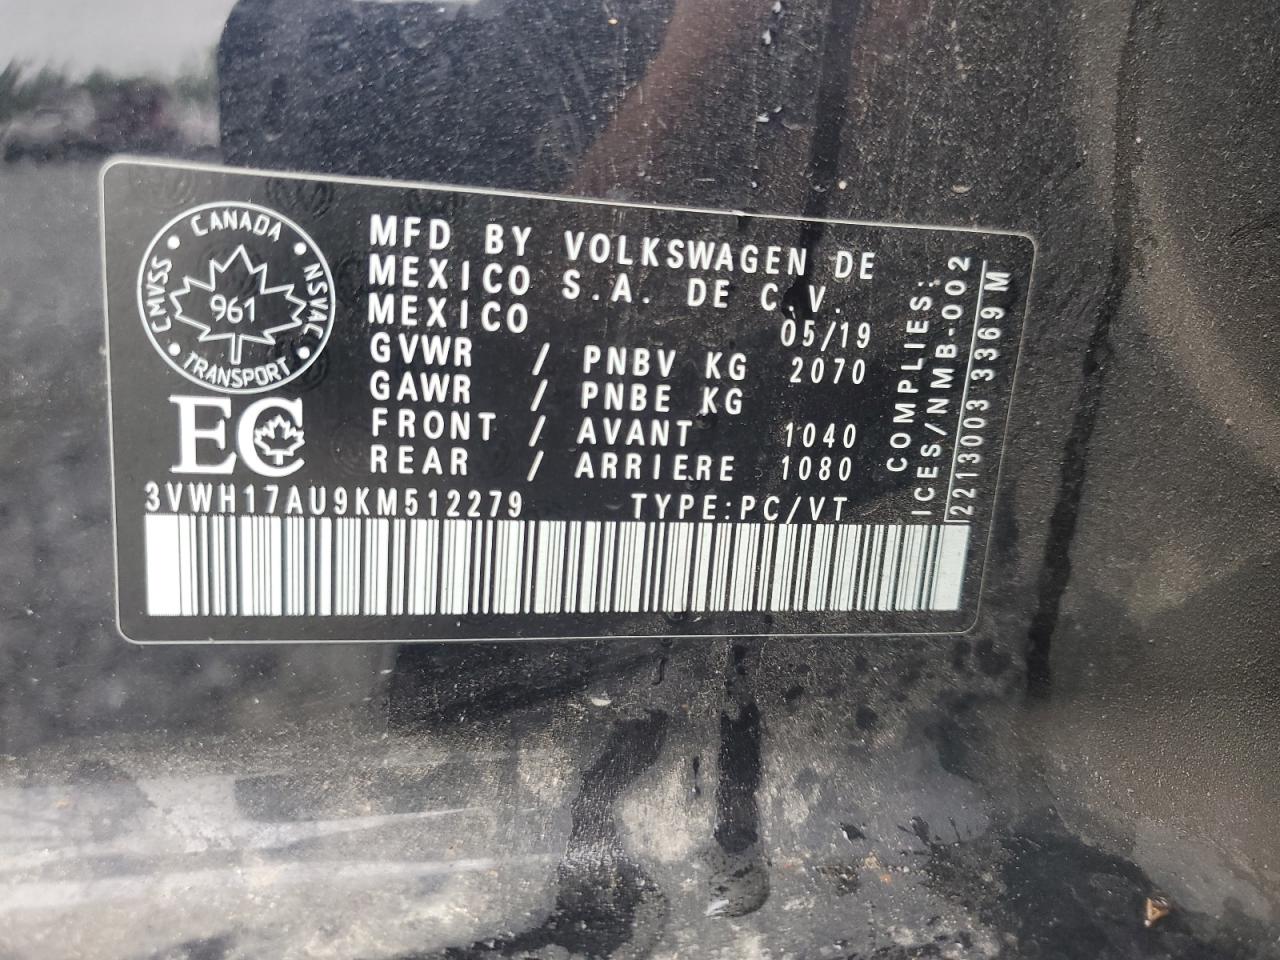 CANADA
CMVSS
NSVAC
961
TRANSPORT
EC
MFD BY VOLKSWAGEN DE
MEXICO S.A. DE C.V.
MEXICO 05/19
GVWR / PNBV KG 2070
GAWR / PNBE KG
FRONT / AVANT 1040
REAR / ARRIERE 1080
3VWH17AU9KM512279 TYPE:PC/VT
COMPLIES:
ICES/NMB-002
2213003 3369 M